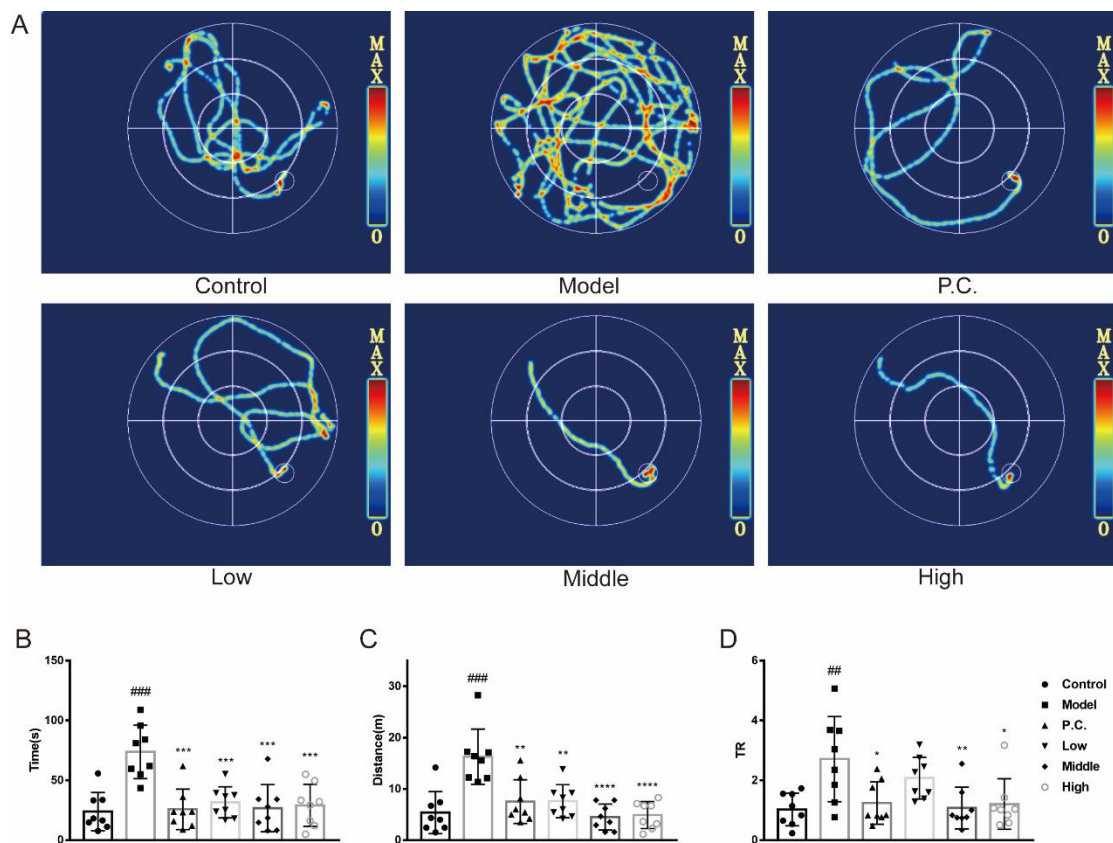 A
MAX
0
Control
MAX
0
Model
MAX
0
P.C.
MAX
0
Low
MAX
0
Middle
MAX
0
High
B
Time(s)
150
100
50
0
###
***
***
***
***
C
Distance(m)
30
20
10
0
###
**
**
****
****
D
TR
6
4
2
0
##
*
**
*
Control
Model
P.C.
Low
Middle
High